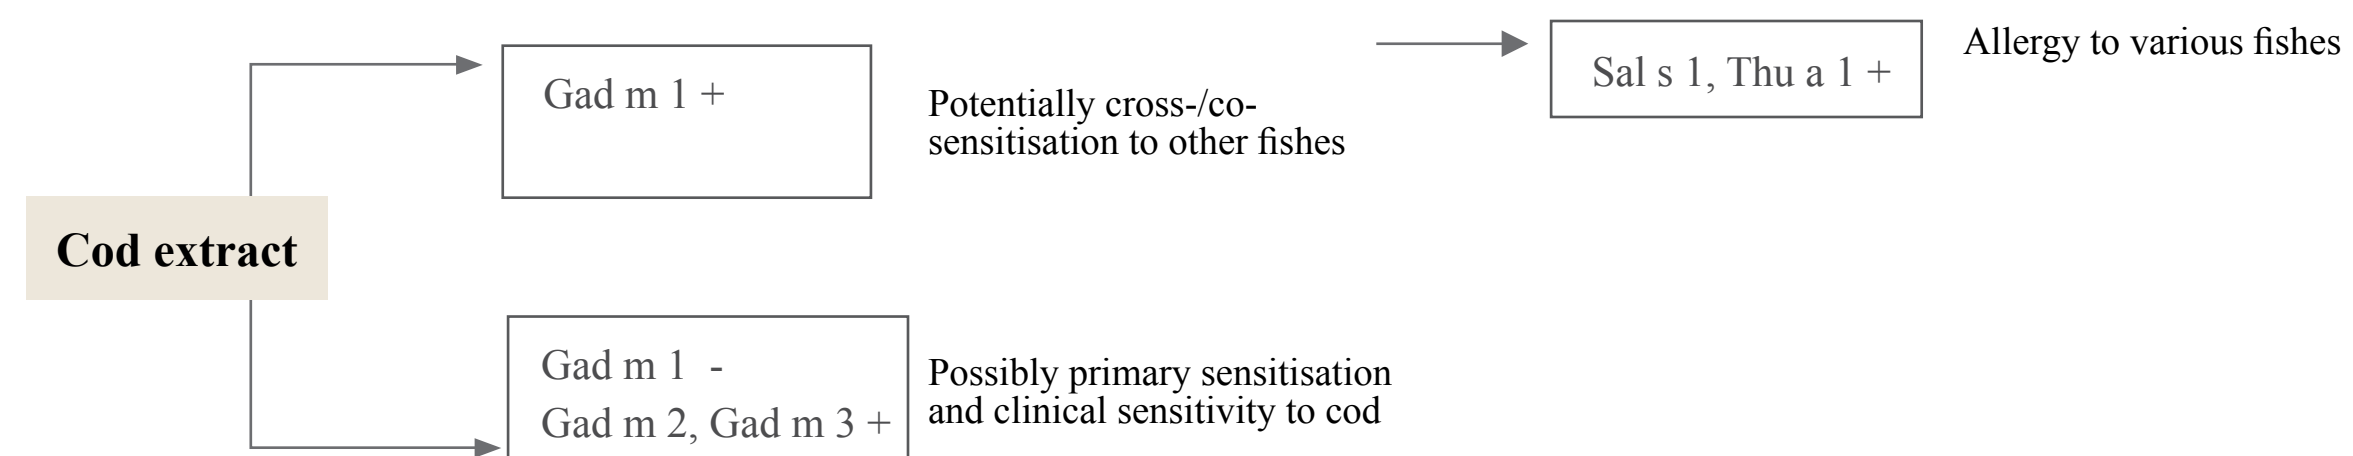 Gad m 1 +
Potentially cross-/co-
sensitisation to other fishes
Sal s 1, Thu a 1 +
Allergy to various fishes
Cod extract
Gad m 1 -
Gad m 2, Gad m 3 +
Possibly primary sensitisation
and clinical sensitivity to cod